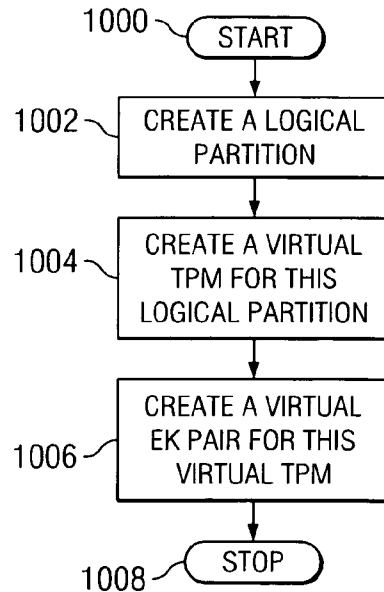 1000
START
1002
CREATE A LOGICAL
PARTITION
1004
CREATE A VIRTUAL
TPM FOR THIS
LOGICAL PARTITION
1006
CREATE A VIRTUAL
EK PAIR FOR THIS
VIRTUAL TPM
1008
STOP